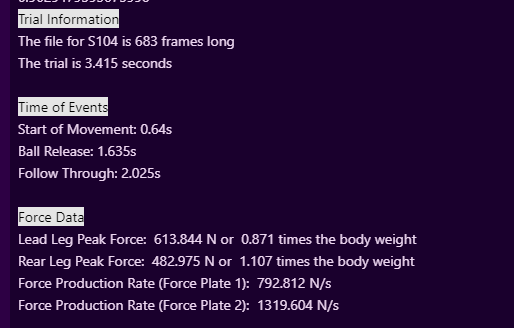 Trial Information
The file for S104 is 683 frames long
The trial is 3.415 seconds
Time of Events
Start of Movement: 0.64s
Ball Release: 1.635s
Follow Through: 2.025s
Force Data
Lead Leg Peak Force:  613.844 N or  0.871 times the body weight
Rear Leg Peak Force:  482.975 N or  1.107 times the body weight
Force Production Rate (Force Plate 1):  792.812 N/s
Force Production Rate (Force Plate 2):  1319.604 N/s